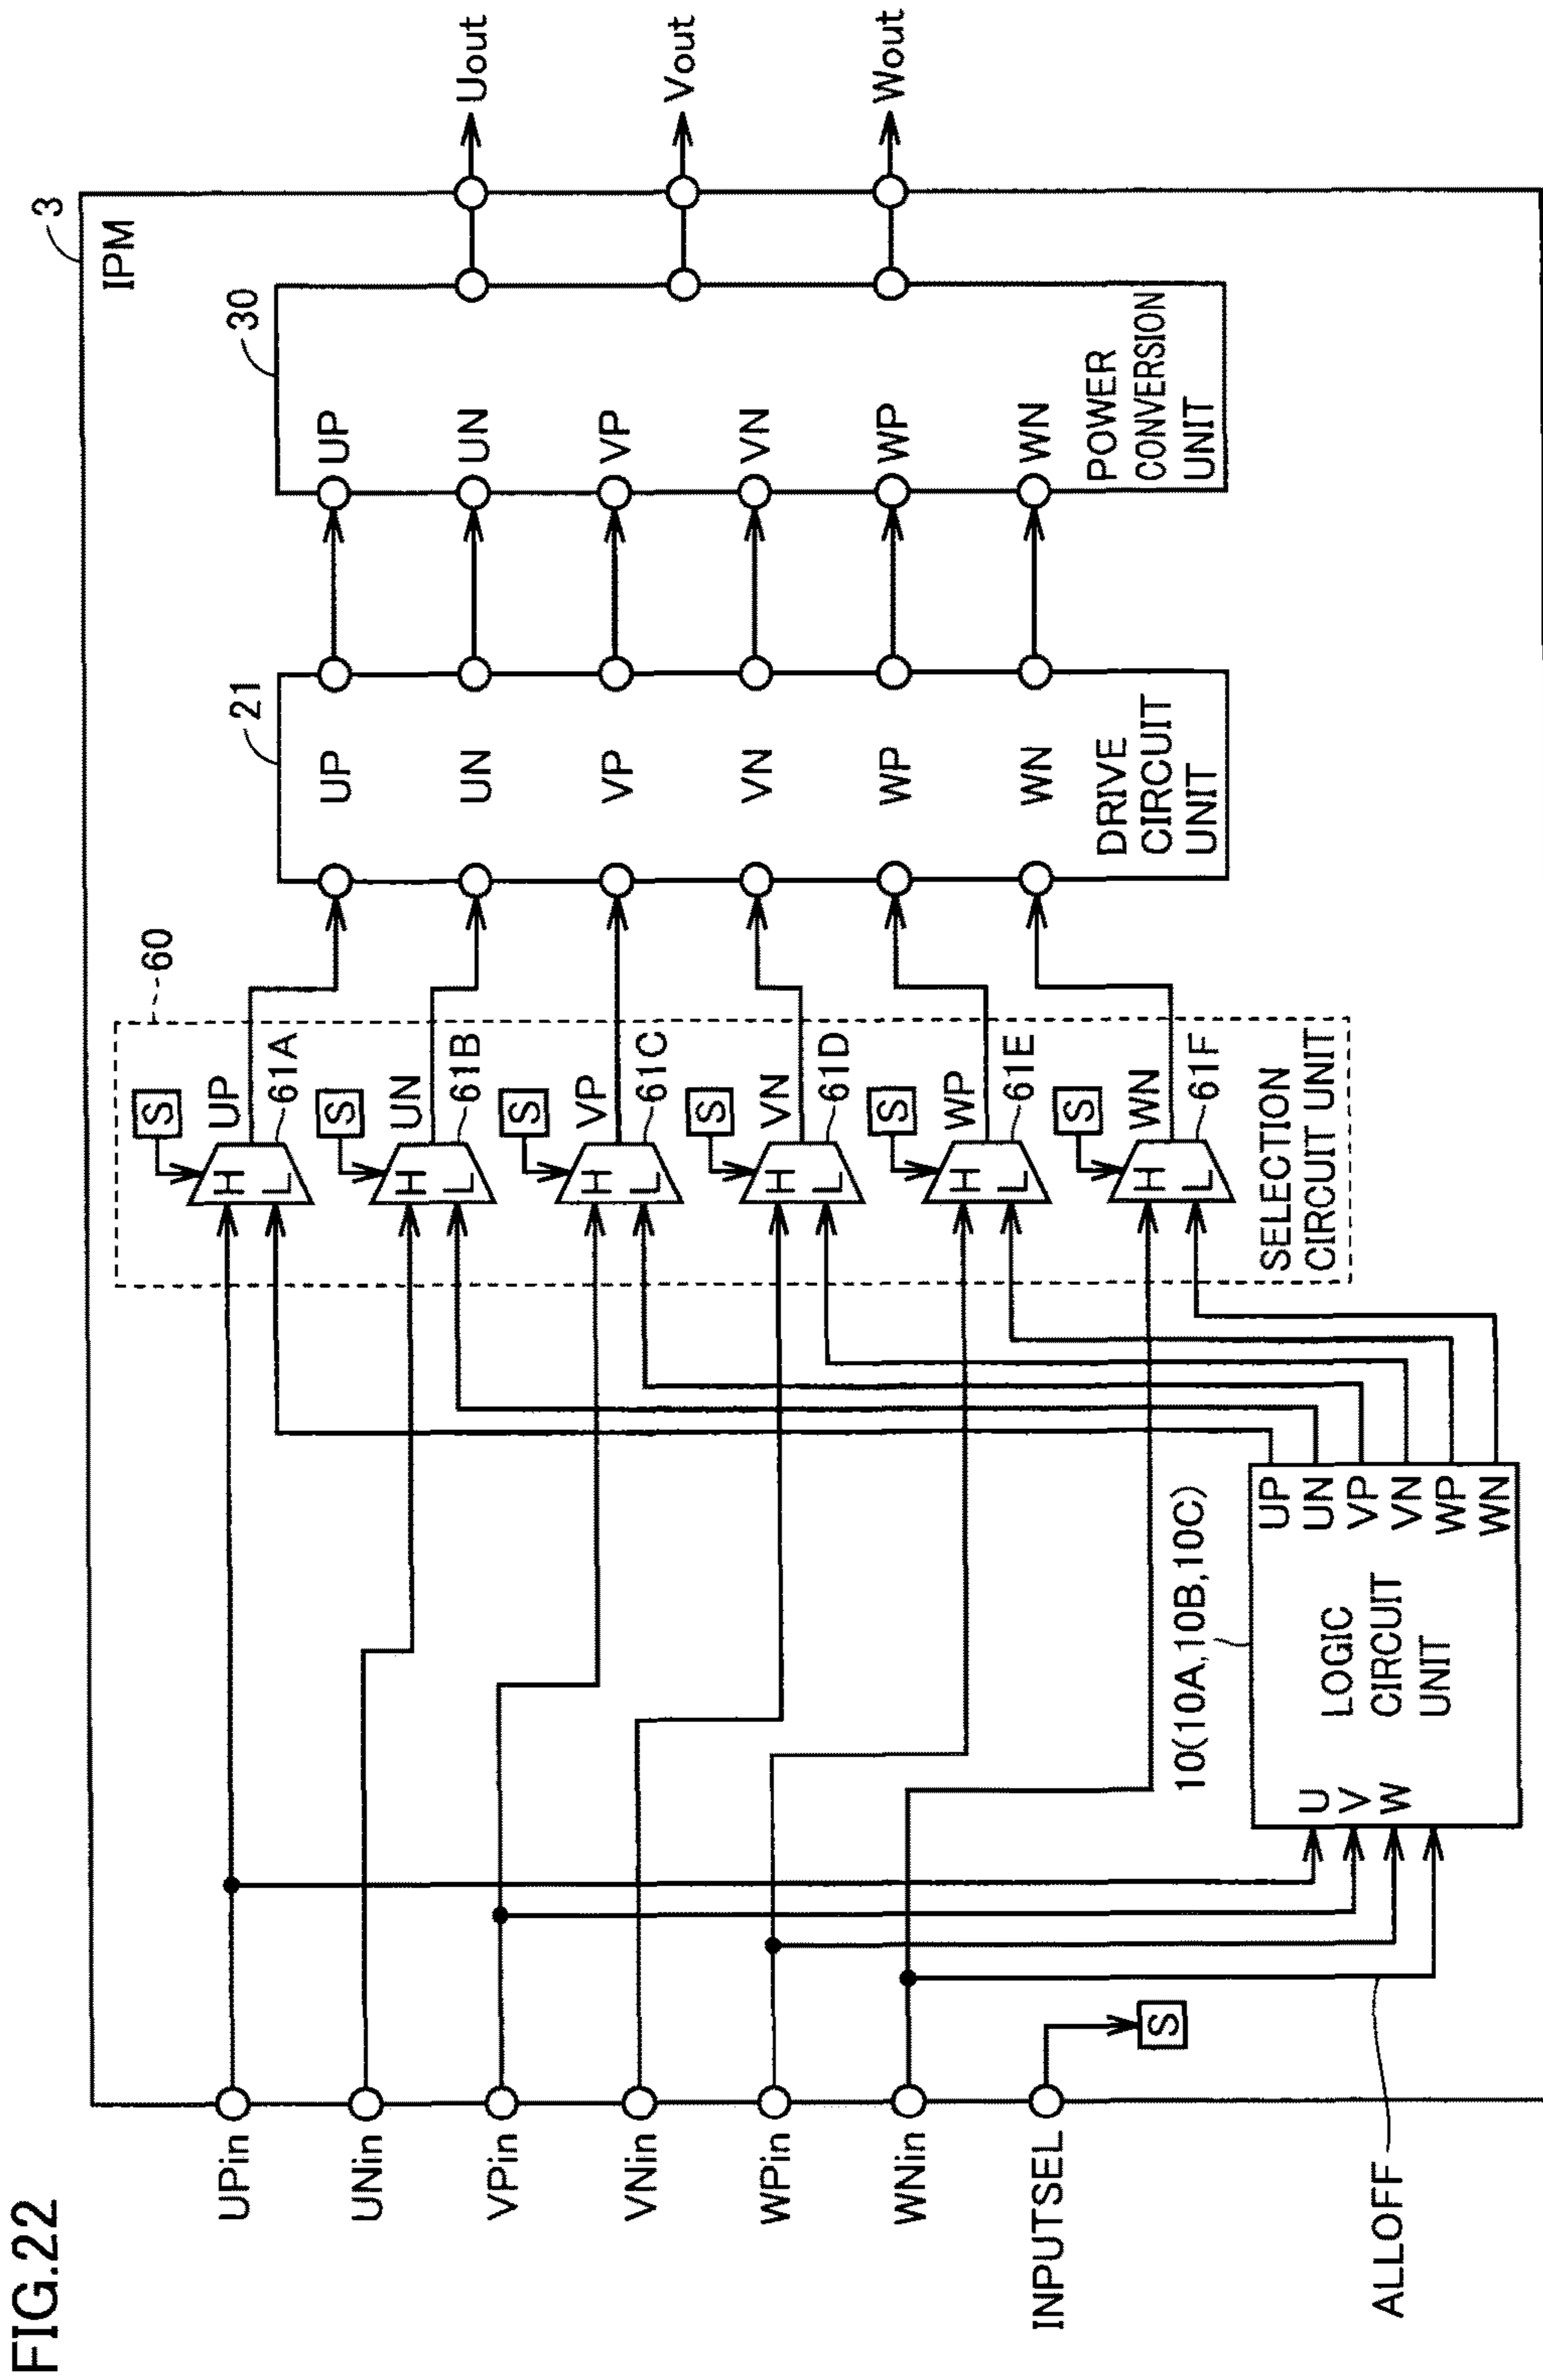 FIG.22
3
IPM
UPin
UNin
VPin
VNin
WPin
WNin
INPUTSEL
ALLOFF
S
10(10A,10B,10C)
U
V
W
LOGIC
CIRCUIT
UNIT
UP
UN
VP
VN
WP
WN
60
S
H
L
UP
61A
S
H
L
UN
61B
S
H
L
VP
61C
S
H
L
VN
61D
S
H
L
WP
61E
S
H
L
WN
61F
SELECTION
CIRCUIT UNIT
21
UP
UN
VP
VN
WP
WN
DRIVE
CIRCUIT
UNIT
30
UP
UN
VP
VN
WP
WN
POWER
CONVERSION
UNIT
Uout
Vout
Wout